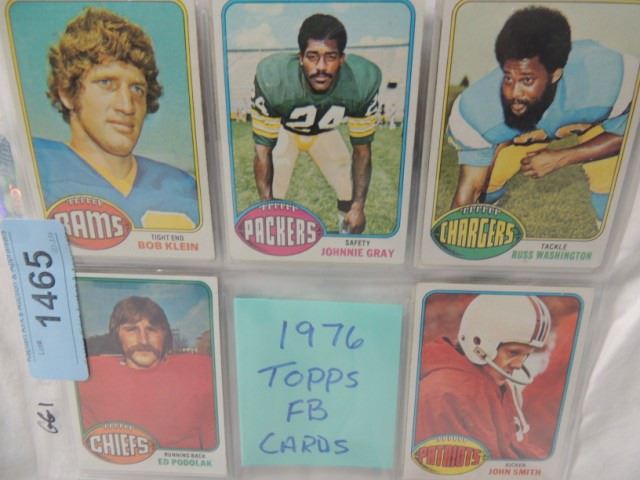 RAMS
TIGHT END
BOB KLEIN
24
PACKERS
SAFETY
JOHNNIE GRAY
CHARGERS
TACKLE
RUSS WASHINGTON
1465
661
CHIEFS
RUNNING BACK
ED PODOLAK
1976
TOPPS
FB
CARDS
PATRIOTS
KICKER
JOHN SMITH